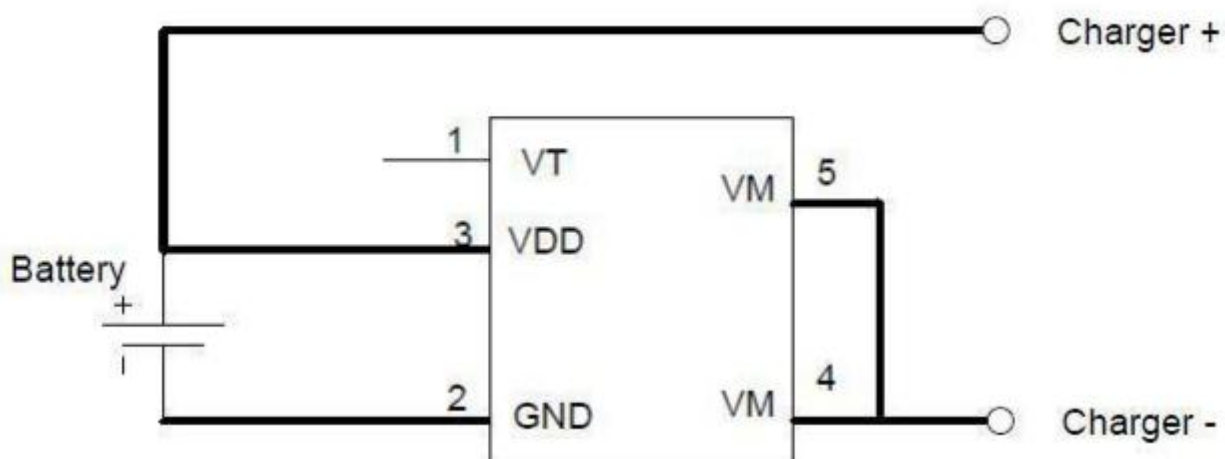 Charger +
1
VT
VM
5
3
VDD
Battery
+
-
2
GND
VM
4
Charger -